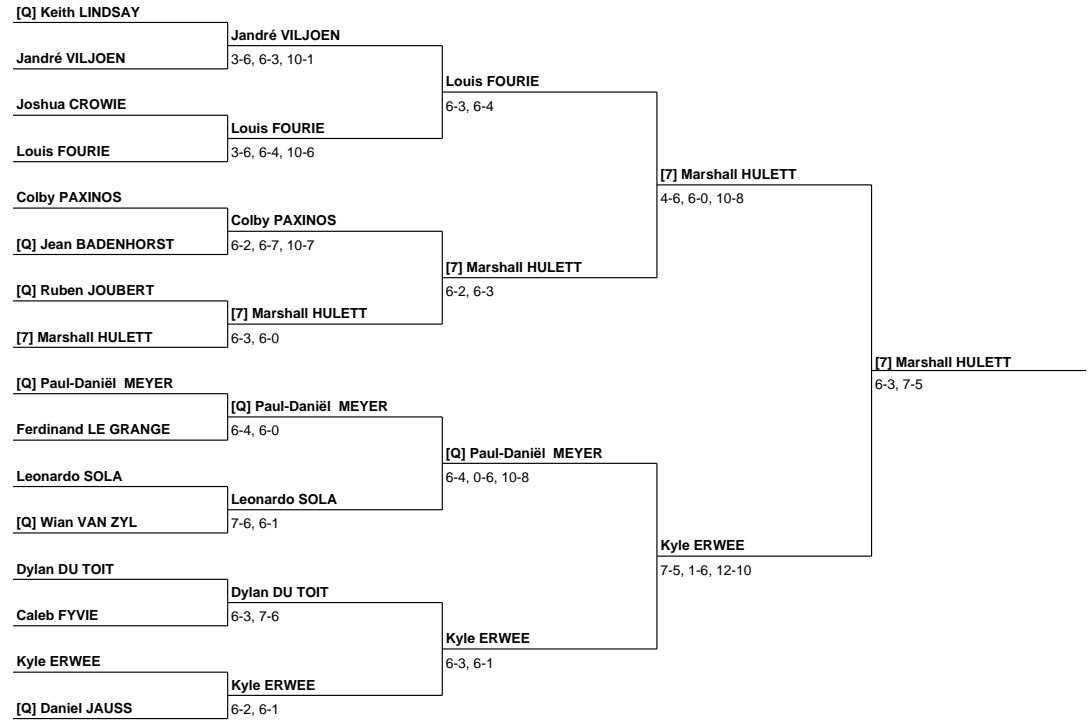 [Q] Keith LINDSAY
Jandré VILJOEN
Jandré VILJOEN
3-6, 6-3, 10-1
Louis FOURIE
6-3, 6-4
Joshua CROWIE
Louis FOURIE
Louis FOURIE
3-6, 6-4, 10-6
[7] Marshall HULETT
4-6, 6-0, 10-8
Colby PAXINOS
Colby PAXINOS
[Q] Jean BADENHORST
6-2, 6-7, 10-7
[7] Marshall HULETT
6-2, 6-3
[Q] Ruben JOUBERT
[7] Marshall HULETT
[7] Marshall HULETT
6-3, 6-0
[7] Marshall HULETT
6-3, 7-5
[Q] Paul-Daniël  MEYER
[Q] Paul-Daniël  MEYER
Ferdinand LE GRANGE
6-4, 6-0
[Q] Paul-Daniël  MEYER
6-4, 0-6, 10-8
Leonardo SOLA
Leonardo SOLA
[Q] Wian VAN ZYL
7-6, 6-1
Kyle ERWEE
7-5, 1-6, 12-10
Dylan DU TOIT
Dylan DU TOIT
Caleb FYVIE
6-3, 7-6
Kyle ERWEE
6-3, 6-1
Kyle ERWEE
Kyle ERWEE
[Q] Daniel JAUSS
6-2, 6-1